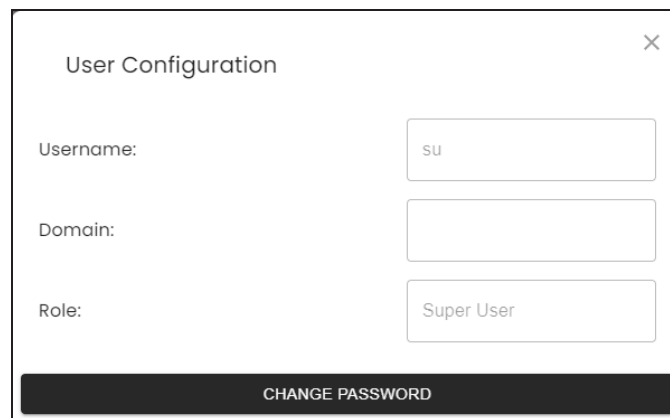 User Configuration
Username:
su
Domain:
Role:
Super User
CHANGE PASSWORD